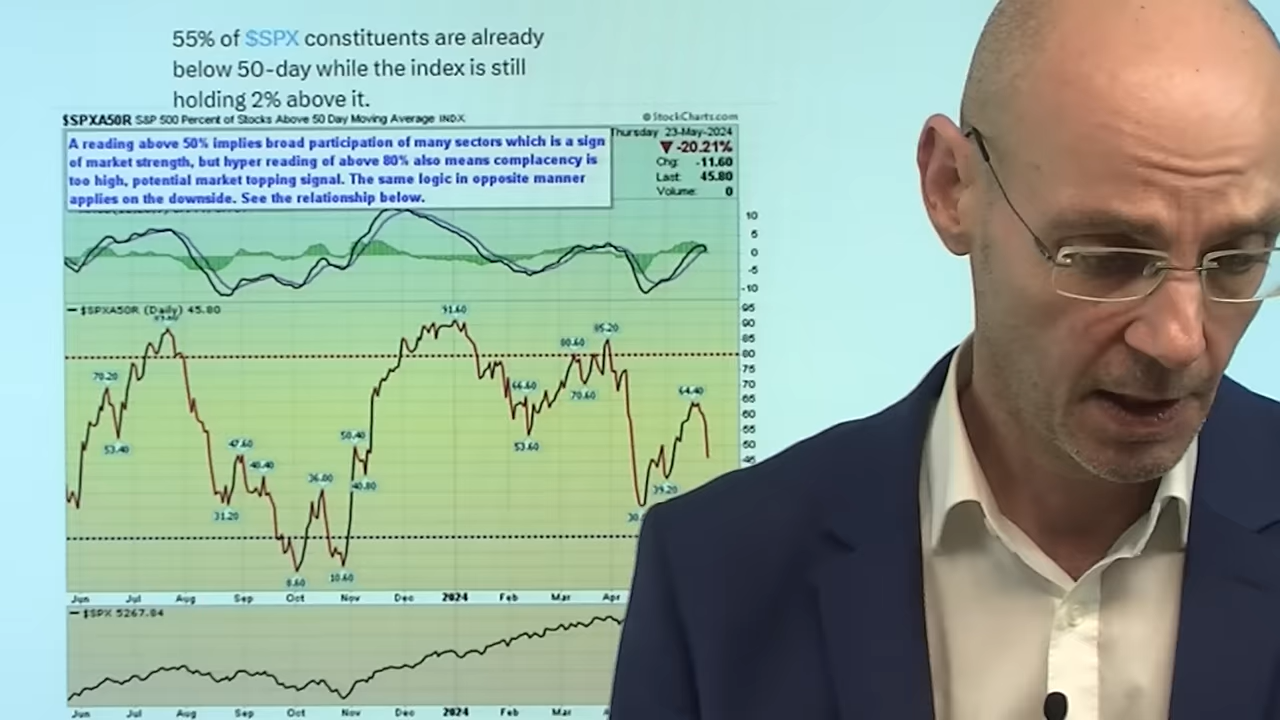 55% of $SPX constituents are already
below 50-day while the index is still
holding 2% above it.
$SPXA50R S&P 500 Percent of Stocks Above 50 Day Moving Average INDX
© StockCharts.com
A reading above 50% implies broad participation of many sectors which is a sign
of market strength, but hyper reading of above 80% also means complacency is
too high, potential market topping signal. The same logic in opposite manner
applies on the downside. See the relationship below.
Thursday 23-May-2024
▼ -20.21%
Chg: -11.60
Last: 45.80
Volume: 0
10
5
0
-5
-10
$SPXA50R (Daily) 45.80
95
90
85
80
75
70
65
60
55
50
45
91.60
85.20
80.60
70.20
66.60
70.60
64.40
53.40
47.60
40.40
50.40
53.60
36.00
40.80
39.20
31.20
30
8.60
10.60
Jun Jul Aug Sep Oct Nov Dec 2024 Feb Mar Apr
$SPX 5267.84
Jun Jul Aug Sep Oct Nov Dec 2024 Feb Mar